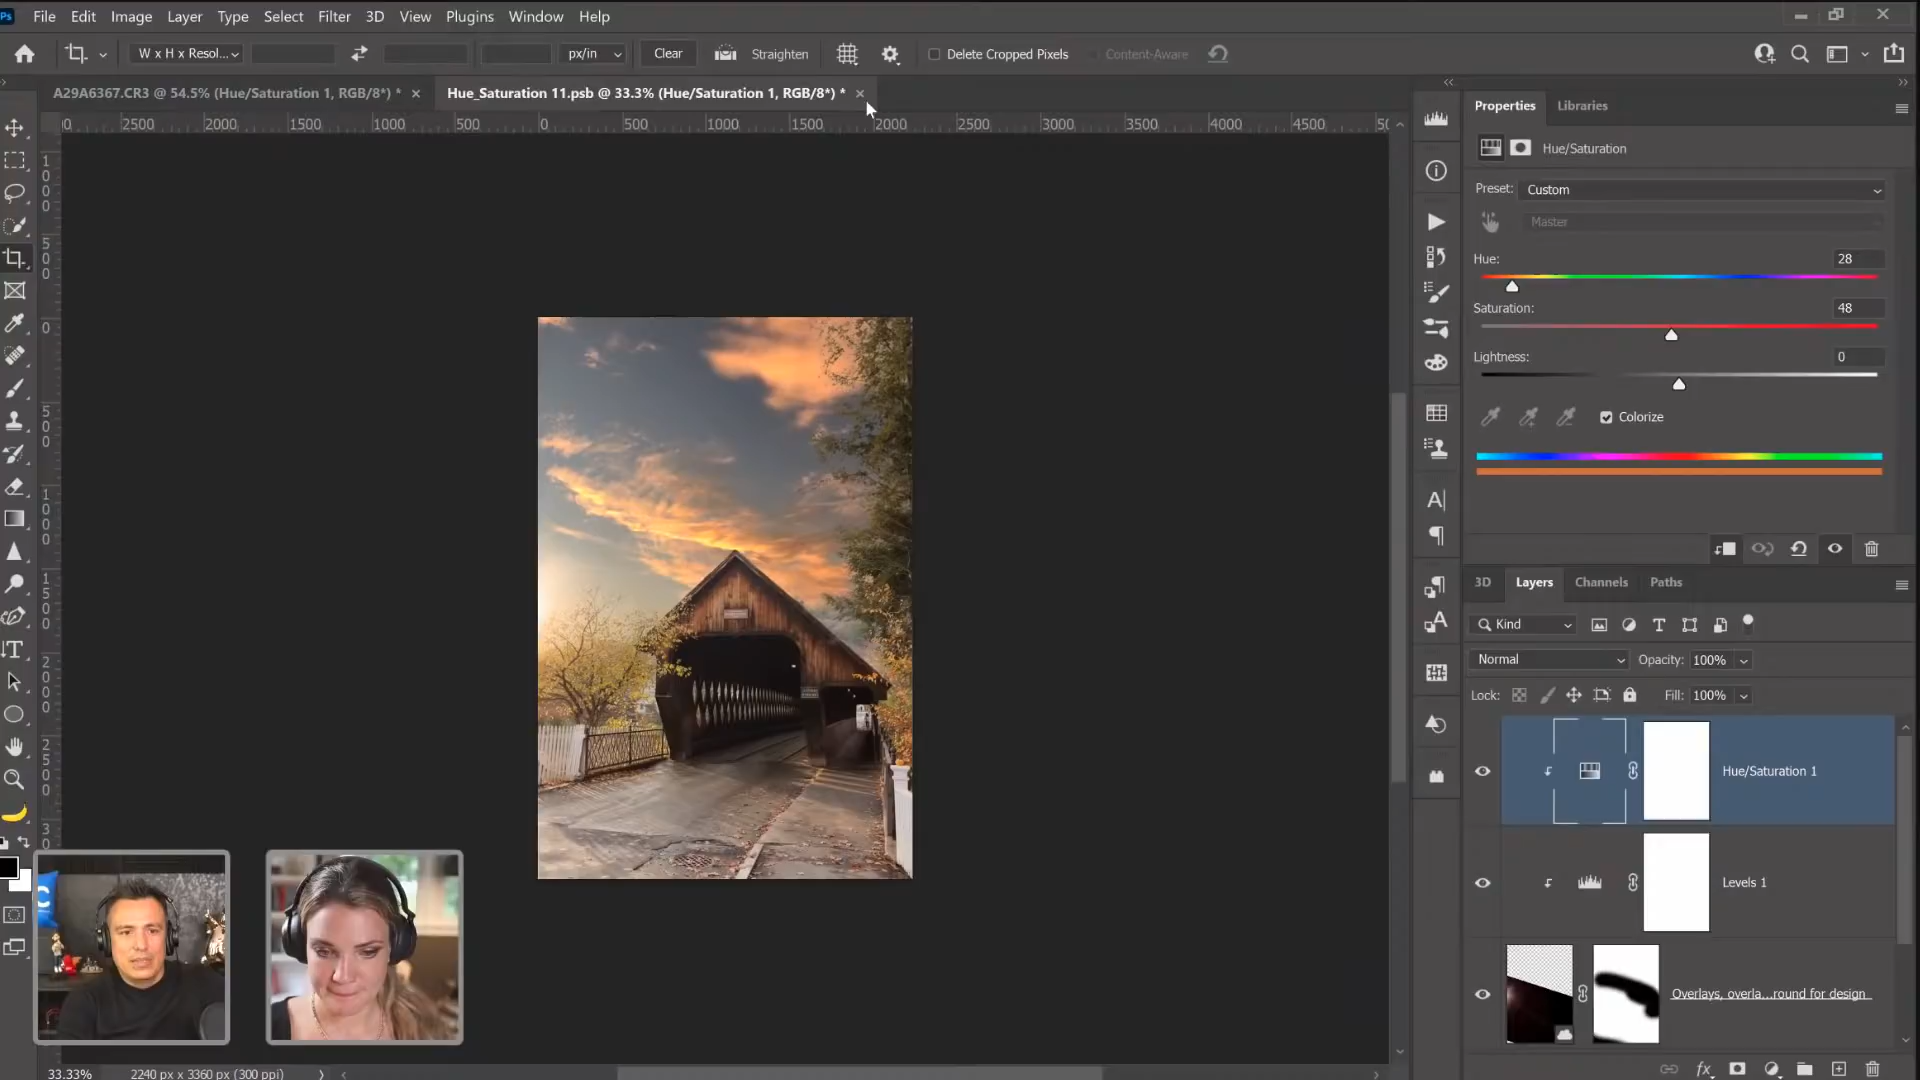 Ps File Edit Image Layer Type Select Filter 3D View Plugins Window Help
W x H x Resol... px/in Clear Straighten Delete Cropped Pixels Content-Aware
A29A6367.CR3 @ 54.5% (Hue/Saturation 1, RGB/8*) * × Hue_Saturation 11.psb @ 33.3% (Hue/Saturation 1, RGB/8*) * ×
2500 2000 1500 1000 500 0 500 1000 1500 2000 2500 3000 3500 4000 4500
Properties Libraries
Hue/Saturation
Preset: Custom
Master
Hue: 28
Saturation: 48
Lightness: 0
Colorize
3D Layers Channels Paths
Kind
Normal Opacity: 100%
Lock: Fill: 100%
Hue/Saturation 1
Levels 1
Overlays, overla...round for design
33.33% 2240 px x 3360 px (300 ppi)